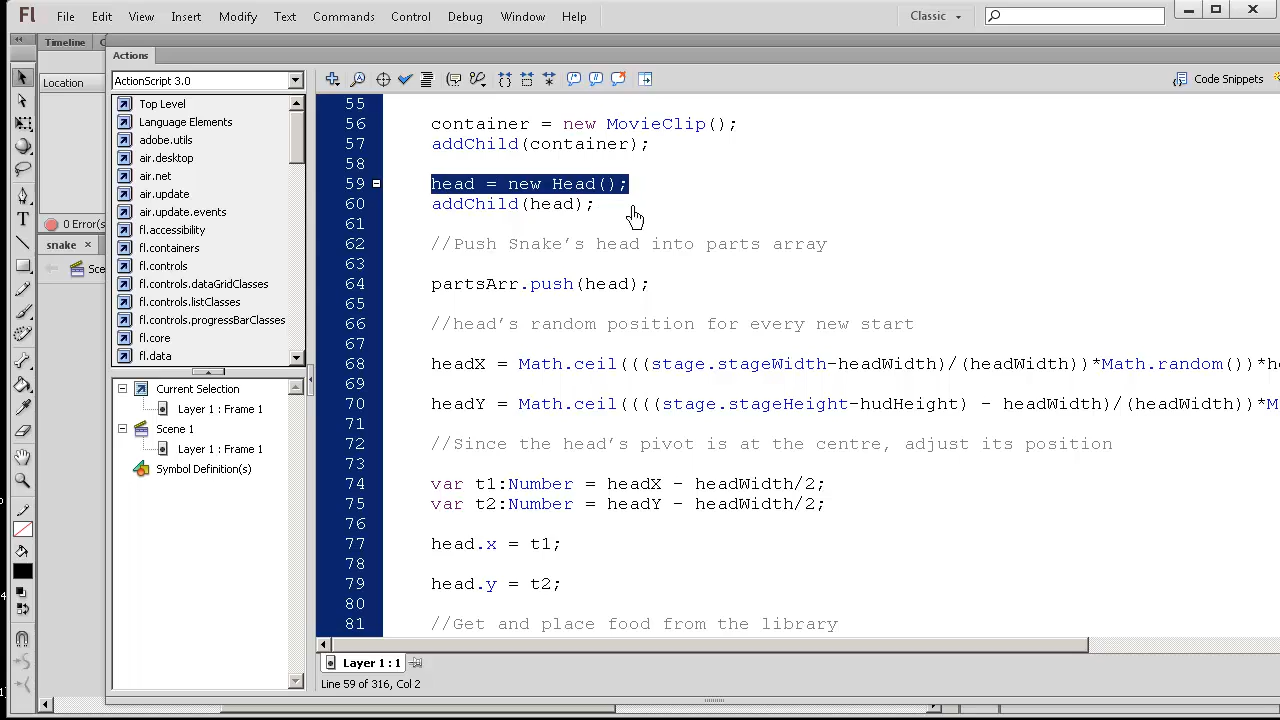 Fl File Edit View Insert Modify Text Commands Control Debug Window Help Classic
Timeline
Actions
Location
ActionScript 3.0
Code Snippets
Top Level
Language Elements
adobe.utils
air.desktop
air.net
air.update
air.update.events
fl.accessibility
fl.containers
fl.controls
fl.controls.dataGridClasses
fl.controls.listClasses
fl.controls.progressBarClasses
fl.core
fl.data
0 Error(s
snake ×
Sce
Current Selection
Layer 1 : Frame 1
Scene 1
Layer 1 : Frame 1
Symbol Definition(s)
55
56 container = new MovieClip();
57 addChild(container);
58
59 head = new Head();
60 addChild(head);
61
62 //Push Snake's head into parts array
63
64 partsArr.push(head);
65
66 //head's random position for every new start
67
68 headX = Math.ceil(((stage.stageWidth-headWidth)/(headWidth))*Math.random())*h
69
70 headY = Math.ceil((((stage.stageHeight-hudHeight) - headWidth)/(headWidth))*M
71
72 //Since the head's pivot is at the centre, adjust its position
73
74 var t1:Number = headX - headWidth/2;
75 var t2:Number = headY - headWidth/2;
76
77 head.x = t1;
78
79 head.y = t2;
80
81 //Get and place food from the library
Layer 1 : 1
Line 59 of 316, Col 2